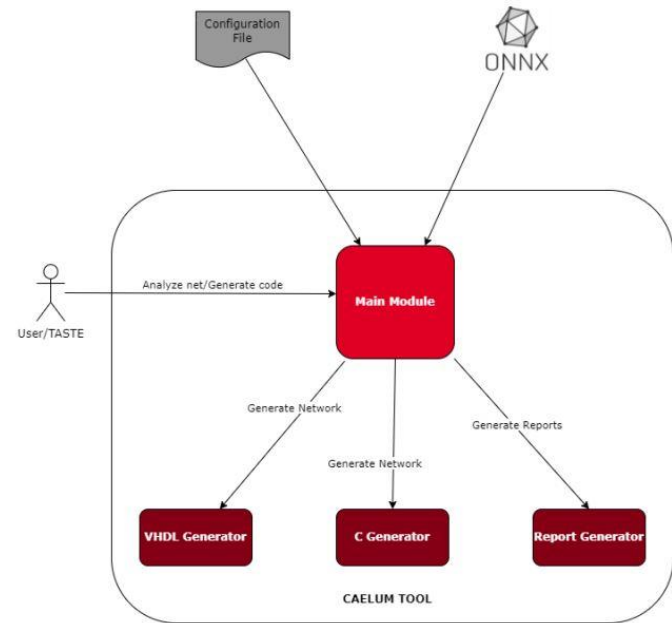 Configuration
File
ONNX
Analyze net/Generate code
Main Module
User/TASTE
Generate Network
Generate Reports
Generate Network
VHDL Generator
C Generator
Report Generator
CAELUM TOOL